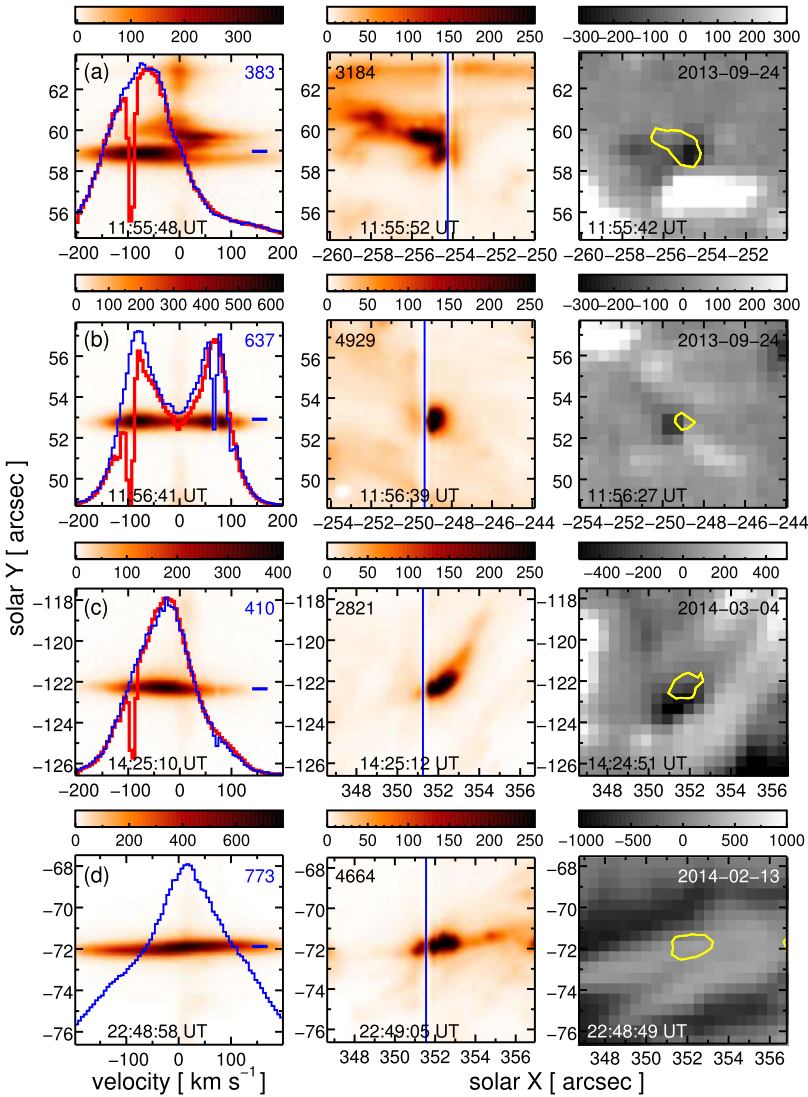 0 100 200 300
0 50 100 150 200 250
−300−200−100 0 100 200 300
(a) 383
3184
2013−09−24
62
60
58
56
11:55:48 UT
11:55:52 UT
11:55:42 UT
−200 −100 0 100 200
−260 −258 −256 −254 −252 −250
−260−258−256−254−252
0 100 200 300 400 500 600
0 50 100 150 200 250
−300−200−100 0 100 200 300
(b) 637
4929
2013−09−24
56
54
52
50
11:56:41 UT
11:56:39 UT
11:56:27 UT
−200 −100 0 100 200
−254 −252 −250 −248 −246 −244
−254−252−250−248−246−244
0 100 200 300 400
0 50 100 150 200 250
−400 −200 0 200 400
(c) 410
2821
2014−03−04
−118
−120
−122
−124
−126
14:25:10 UT
14:25:12 UT
14:24:51 UT
−200 −100 0 100
348 350 352 354 356
348 350 352 354 356
0 200 400 600
0 50 100 150 200 250
−1000 −500 0 500 1000
(d) 773
4664
2014−02−13
−68
−70
−72
−74
−76
22:48:58 UT
22:49:05 UT
22:48:49 UT
−100 0 100
348 350 352 354 356
348 350 352 354 356
solar Y [ arcsec ]
velocity [ km s⁻¹ ]
solar X [ arcsec ]